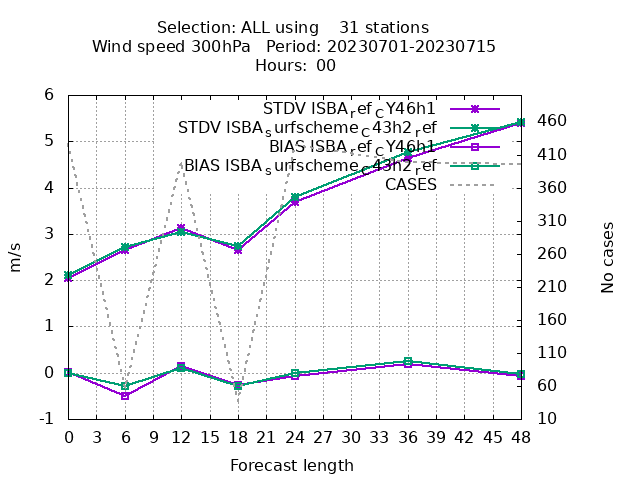 Selection: ALL using 31 stations
Wind speed 300hPa Period: 20230701-20230715
Hours: 00
STDV ISBA_ref_CY46h1
STDV ISBA_surfscheme_C43h2_ref
BIAS ISBA_ref_CY46h1
BIAS ISBA_surfscheme_C43h2_ref
CASES
6
5
4
3
2
1
0
-1
m/s
460
410
360
310
260
210
160
110
60
10
No cases
0 3 6 9 12 15 18 21 24 27 30 33 36 39 42 45 48
Forecast length